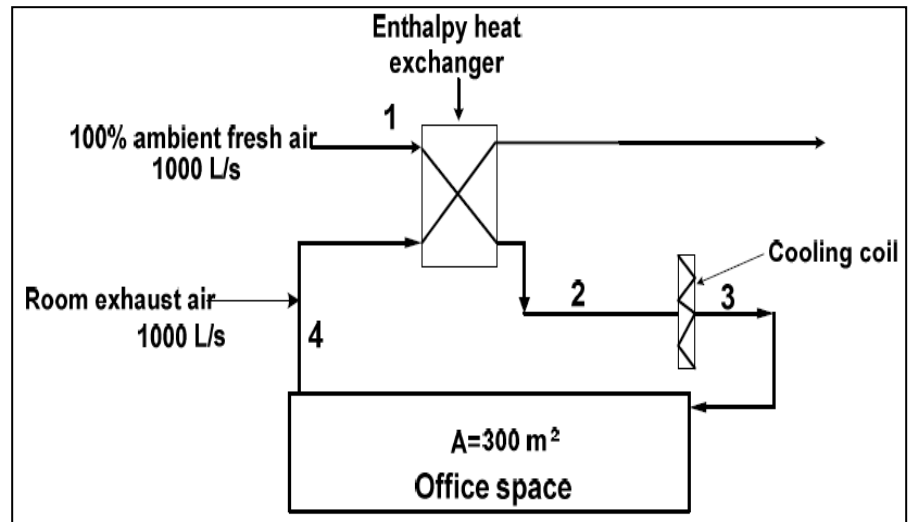 Enthalpy heat
exchanger
1
100% ambient fresh air
1000 L/s
Cooling coil
2
3
Room exhaust air
1000 L/s
4
A=300 m²
Office space